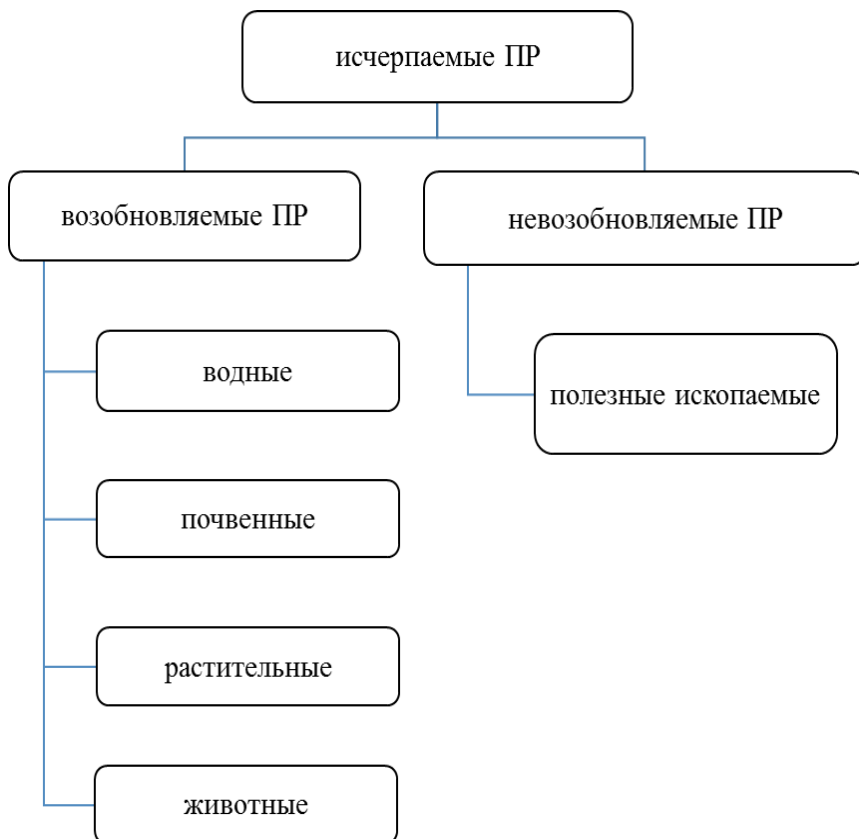 исчерпаемые ПР
возобновляемые ПР
невозобновляемые ПР
водные
полезные ископаемые
почвенные
растительные
животные